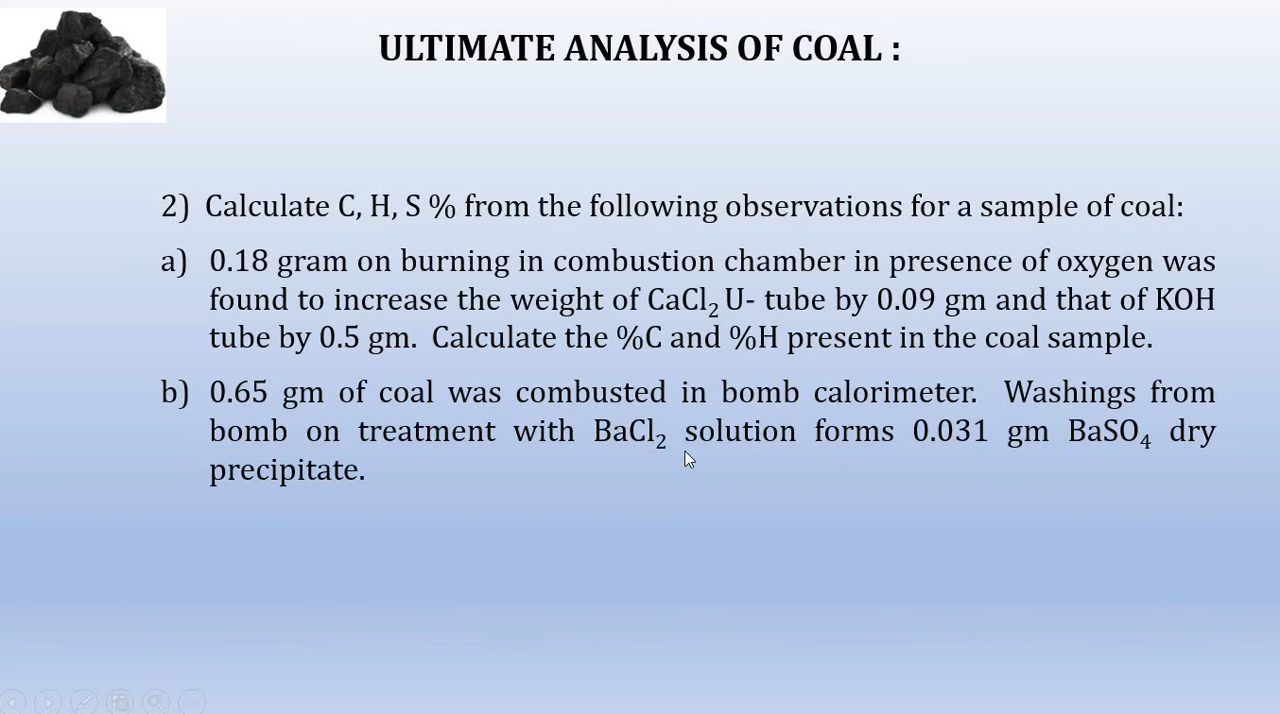 ULTIMATE ANALYSIS OF COAL :
2) Calculate C, H, S % from the following observations for a sample of coal:
a) 0.18 gram on burning in combustion chamber in presence of oxygen was
found to increase the weight of CaCl₂ U- tube by 0.09 gm and that of KOH
tube by 0.5 gm. Calculate the %C and %H present in the coal sample.
b) 0.65 gm of coal was combusted in bomb calorimeter. Washings from
bomb on treatment with BaCl₂ solution forms 0.031 gm BaSO₄ dry
precipitate.